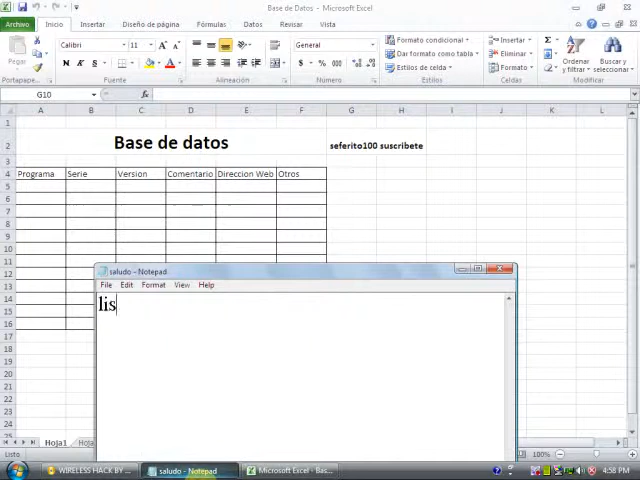 Base de Datos - Microsoft Excel
Archivo Inicio Insertar Diseño de página Fórmulas Datos Revisar Vista
Pegar
Calibri 11
General
Formato condicional
Dar formato como tabla
Estilos de celda
Insertar
Eliminar
Formato
Ordenar y filtrar
Buscar y seleccionar
Portapape... Fuente Alineación Número Estilos Celdas Modificar
G10 fx
A B C D E F G H I J K L
1
2 Base de datos seferito100 suscribete
3
4 Programa Serie Version Comentario Direccion Web Otros
5
6
7
8
9
10
11
12
13
14
15
16
17
18
19
20
21
22
23
24
25
saludo - Notepad
File Edit Format View Help
lis
Hoja1 Hoja
Listo 100%
WIRELESS HACK BY ... saludo - Notepad Microsoft Excel - Bas... 4:58 PM